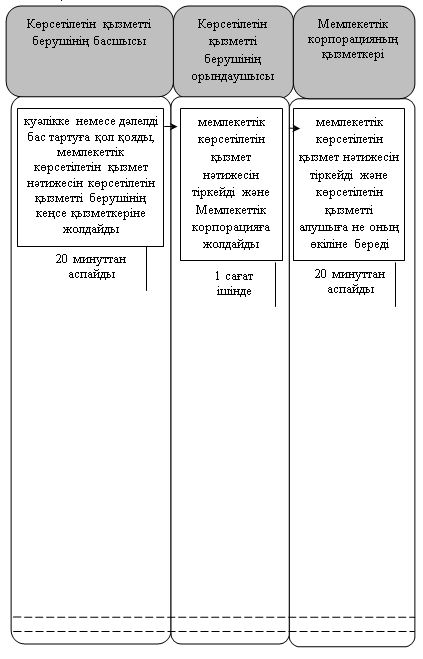 Көрсетілетін қызметті
берушінің басшысы
Көрсетілетін
қызметті
берушінің
орындаушысы
Мемлекеттік
корпорацияның
қызметкері
куәлікке немесе дәлелді
бас тартуға қол қояды,
мемлекеттік
көрсетілетін қызмет
нәтижесін көрсетілетін
қызметті берушінің
кеңсе қызметкеріне
жолдайды
20 минуттан
аспайды
мемлекеттік
көрсетілетін
қызмет
нәтижесін
тіркейді және
Мемлекеттік
корпорацияға
жолдайды
1 сағат
ішінде
мемлекеттік
көрсетілетін
қызмет нәтижесін
тіркейді және
көрсетілетін
қызметті
алушыға не оның
өкіліне береді
20 минуттан
аспайды